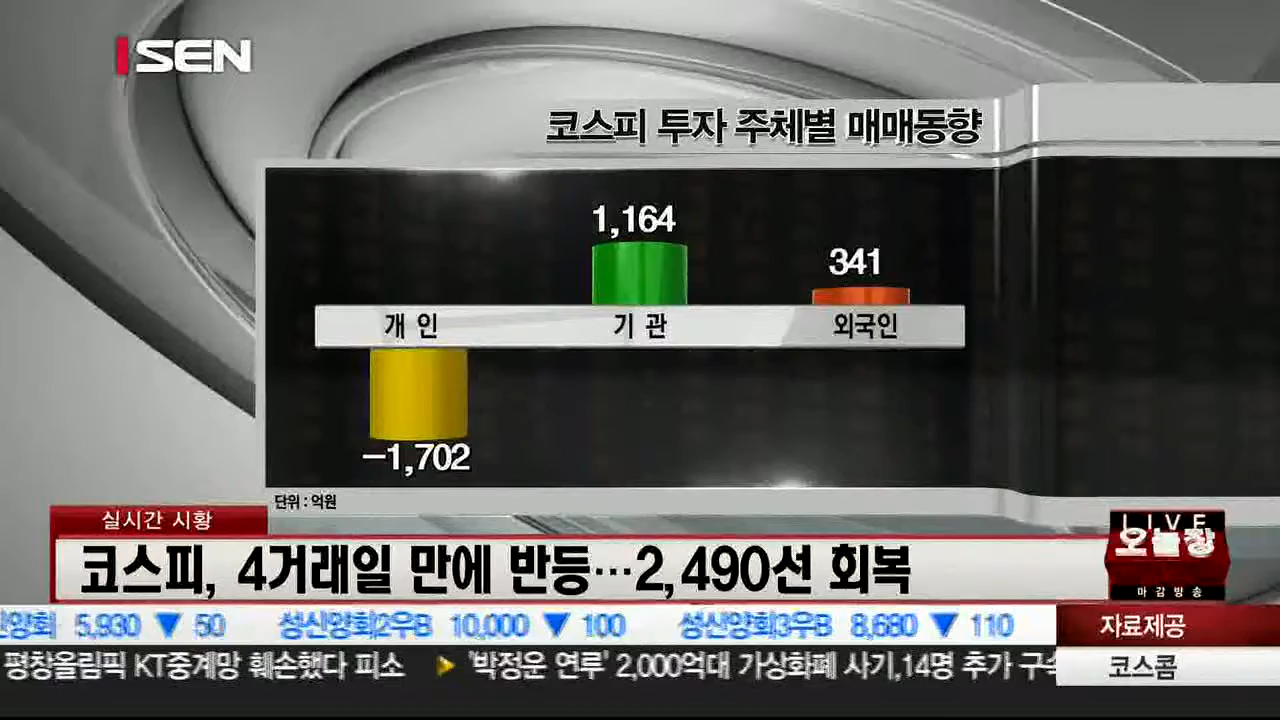 SEN
코스피 투자 주체별 매매동향
1,164
341
개 인
기 관
외국인
-1,702
단위 : 억원
실시간 시황
LIVE
오늘장
마감방송
코스피, 4거래일 만에 반등…2,490선 회복
양회 5,930 ▼ 50 성신양회2우B 10,000 ▼ 100 성신양회3우B 8,680 ▼ 110
자료제공
평창올림픽 KT중계망 훼손했다 피소 ▶ '박정운 연루' 2,000억대 가상화폐 사기,14명 추가
코스콤